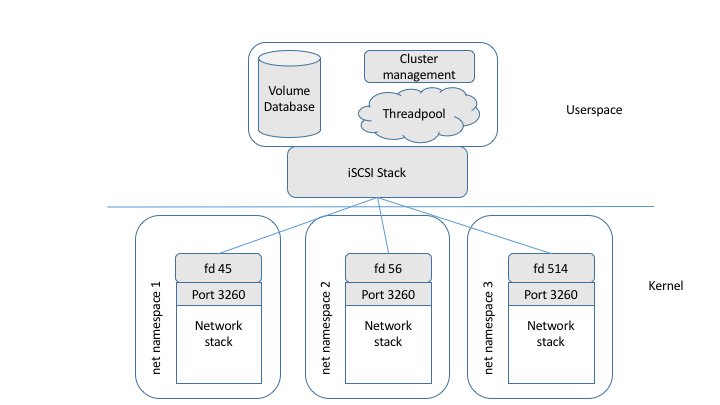 Cluster
management
Volume
Database
Threadpool
Userspace
iSCSI Stack
fd 45
fd 56
fd 514
Kernel
Port 3260
Port 3260
Port 3260
net namespace 1
net namespace 2
net namespace 3
Network
stack
Network
stack
Network
stack